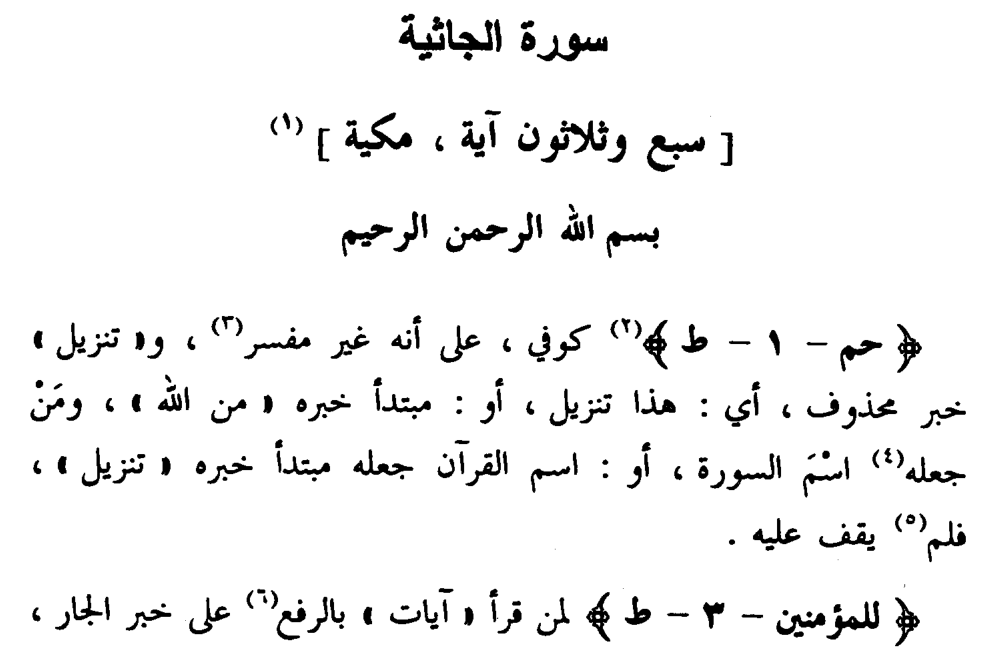 سورة الجاثية
[ سبع وثلاثون آية ، مكية ] (١)
بسم الله الرحمن الرحيم
﴿ حم – ١ – ط ﴾(٢) كوفي ، على أنه غير مفسر(٣) ، و« تنزيل »
خبر محذوف ، أي : هذا تنزيل ، أو : مبتدأ خبره « من الله » ، ومَنْ
جعله(٤) اسْمَ السورة ، أو : اسم القرآن جعله مبتدأ خبره « تنزيل » ،
فلم(٥) يقف عليه .
﴿ للمؤمنين – ٣ – ط ﴾ لمن قرأ « آيات » بالرفع(٦) على خبر الجار ،